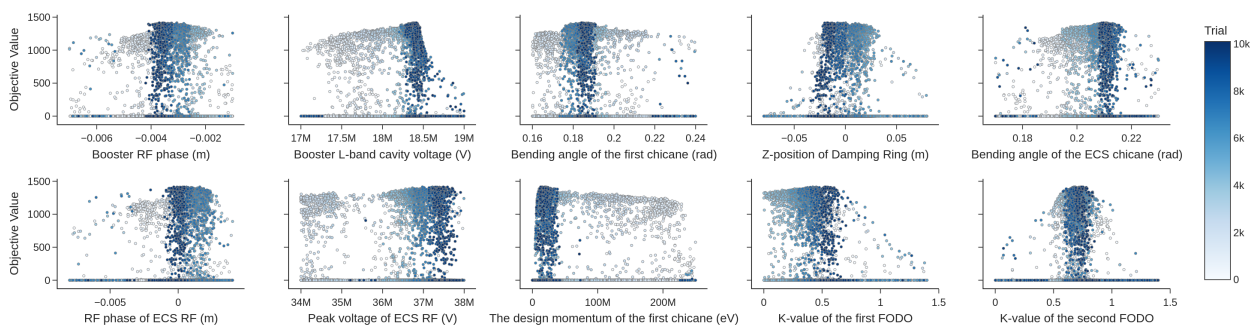 Objective Value
1500
1000
500
0
−0.006
−0.004
−0.002
Booster RF phase (m)
17M
17.5M
18M
18.5M
19M
Booster L-band cavity voltage (V)
0.16
0.18
0.2
0.22
0.24
Bending angle of the first chicane (rad)
−0.05
0
0.05
Z-position of Damping Ring (m)
0.18
0.2
0.22
Bending angle of the ECS chicane (rad)
Objective Value
1500
1000
500
0
−0.005
0
RF phase of ECS RF (m)
34M
35M
36M
37M
38M
Peak voltage of ECS RF (V)
0
100M
200M
The design momentum of the first chicane (eV)
0
0.5
1
1.5
K-value of the first FODO
0
0.5
1
1.5
K-value of the second FODO
Trial
10k
8k
6k
4k
2k
0